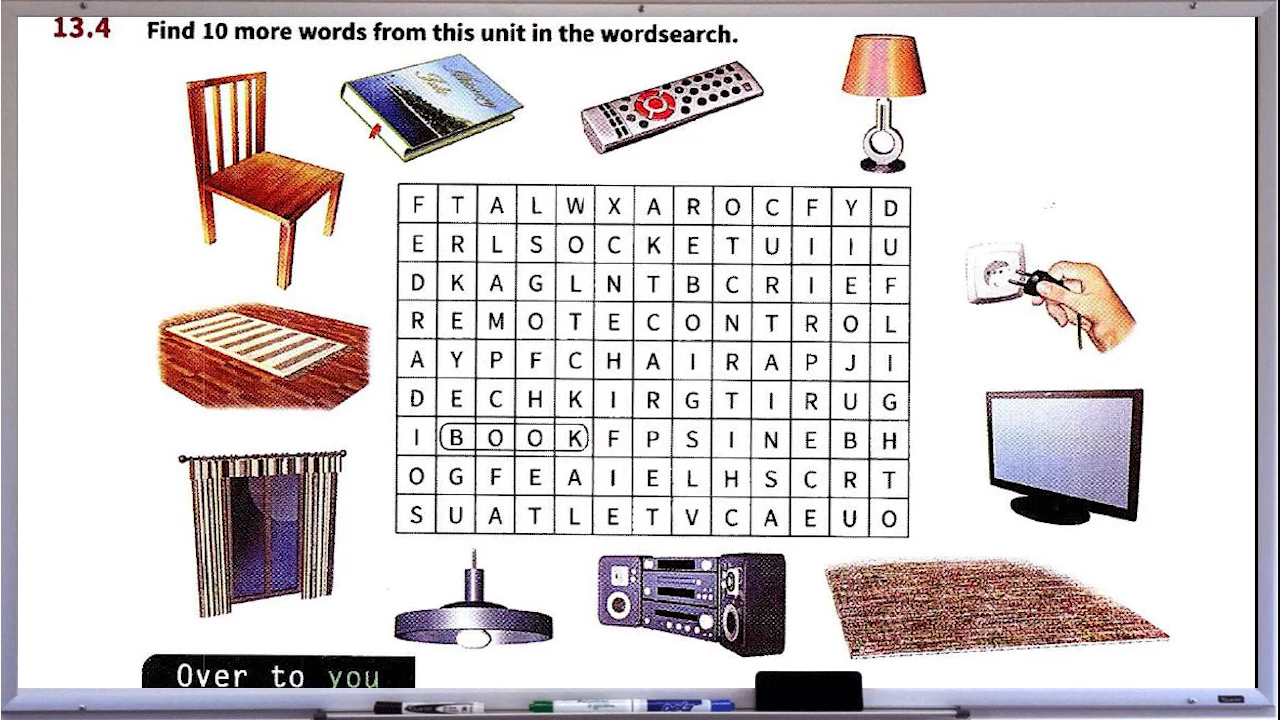 13.4 Find 10 more words from this unit in the wordsearch.
F T A L W X A R O C F Y D
E R L S O C K E T U I I U
D K A G L N T B C R I E F
R E M O T E C O N T R O L
A Y P F C H A I R A P J I
D E C H K I R G T I R U G
I B O O K F P S I N E B H
O G F E A I E L H S C R T
S U A T L E T V C A E U O
Over to you